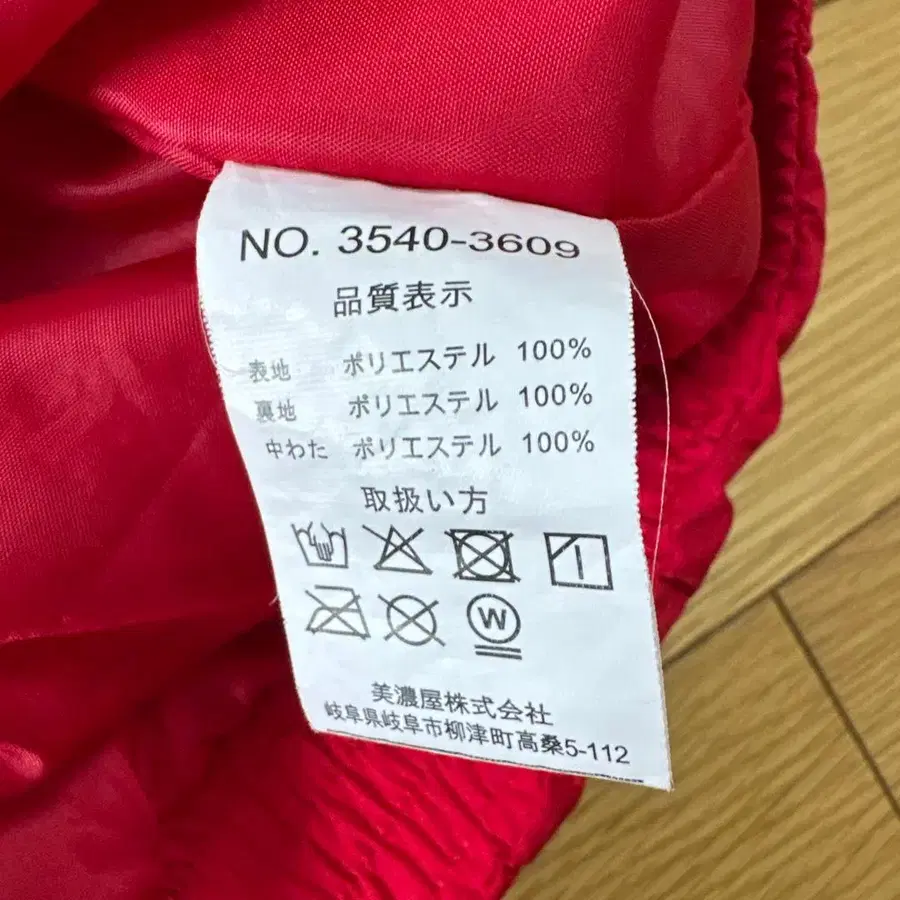 NO. 3540-3609
品質表示
表地 ポリエステル 100%
裏地 ポリエステル 100%
中わた ポリエステル 100%
取扱い方
W
美濃屋株式会社
岐阜県岐阜市柳津町高桑5-112